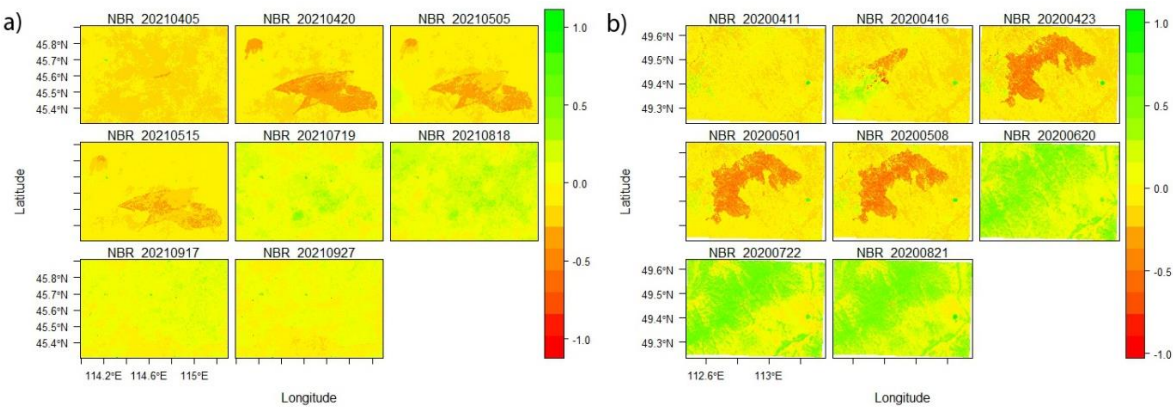 a)
NBR_20210405 NBR_20210420 NBR_20210505
45.8°N
45.7°N
45.6°N
45.5°N
45.4°N
NBR_20210515 NBR_20210719 NBR_20210818
NBR_20210917 NBR_20210927
45.8°N
45.7°N
45.6°N
45.5°N
45.4°N
114.2°E 114.6°E 115°E
Latitude
Longitude
1.0
0.5
0.0
-0.5
-1.0
b)
NBR_20200411 NBR_20200416 NBR_20200423
49.6°N
49.5°N
49.4°N
49.3°N
NBR_20200501 NBR_20200508 NBR_20200620
NBR_20200722 NBR_20200821
49.6°N
49.5°N
49.4°N
49.3°N
112.6°E 113°E
Latitude
Longitude
1.0
0.5
0.0
-0.5
-1.0